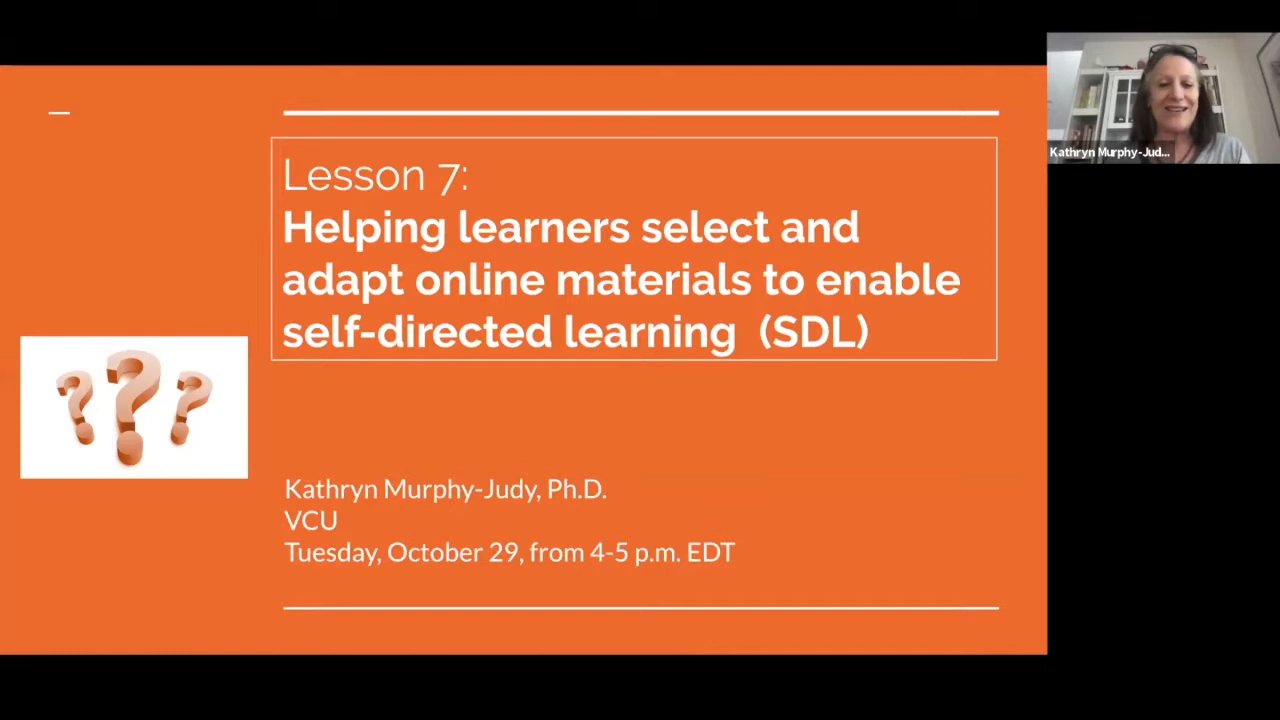 Lesson 7:
Helping learners select and
adapt online materials to enable
self-directed learning (SDL)
Kathryn Murphy-Judy, Ph.D.
VCU
Tuesday, October 29, from 4-5 p.m. EDT
Kathryn Murphy-Jud...
? ? ?